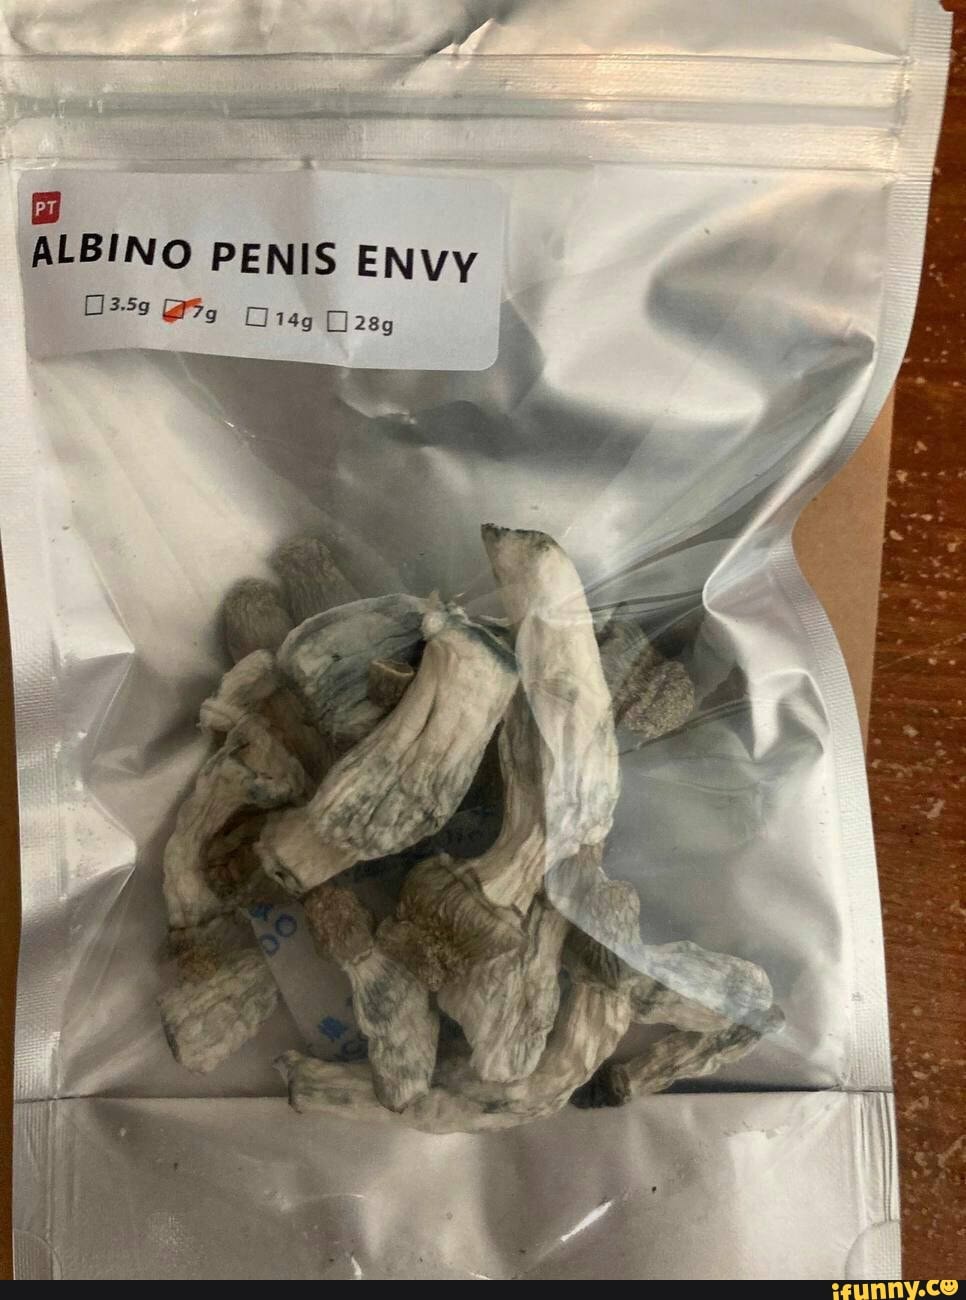 PT
ALBINO PENIS ENVY
3.5g 7g 14g 28g
ifunny.co